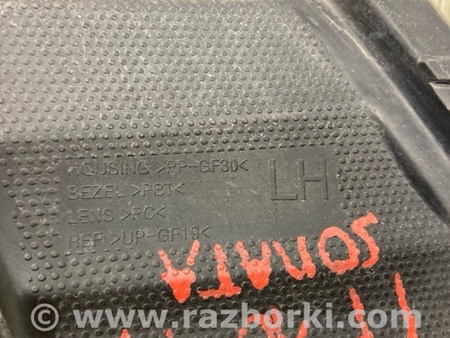 HOUSING >PP-GF30<
BEZEL >PBT<
LENS >PC<
REF >UP-GF19<
LH
SONATA
www.razborki.com